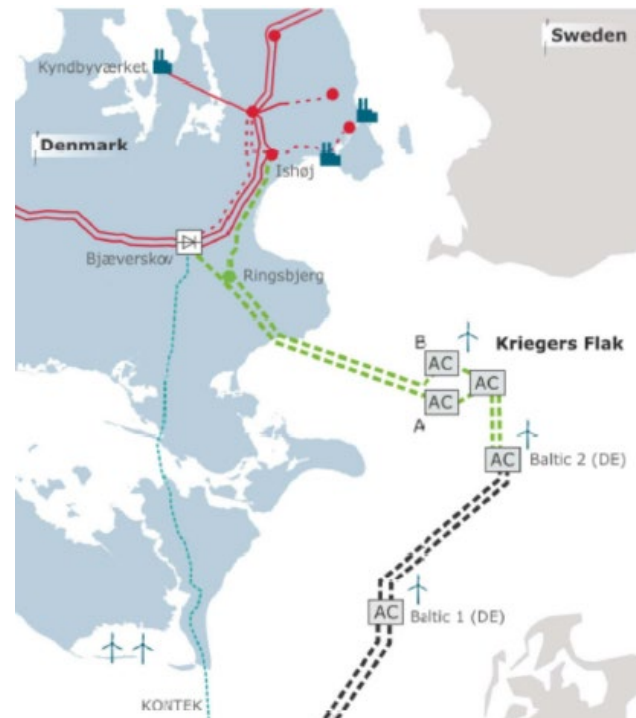 Sweden
Kyndbyværket
Denmark
Ishøj
Bjæverskov
Ringsbjerg
B
Kriegers Flak
AC
AC
AC
A
AC
Baltic 2 (DE)
AC
Baltic 1 (DE)
KONTEK